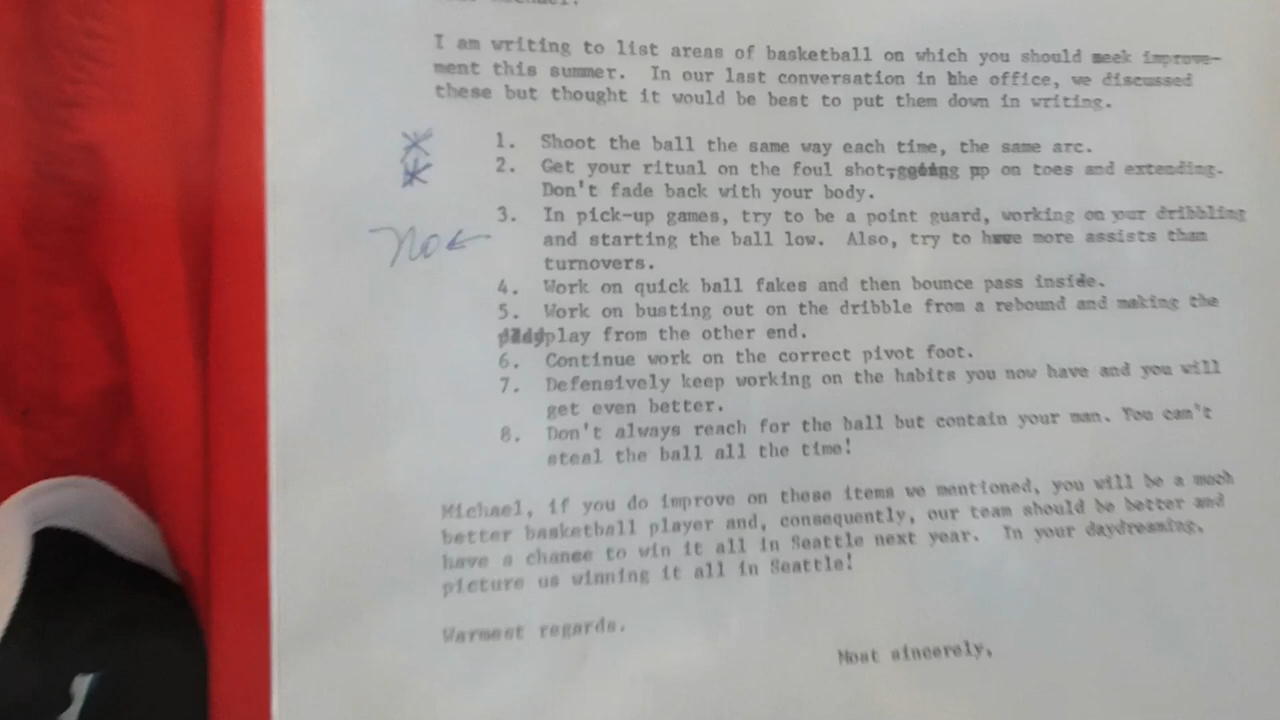 Michael:
I am writing to list areas of basketball on which you should meek improve-
ment this summer. In our last conversation in hhe office, we discussed
these but thought it would be best to put them down in writing.
1. Shoot the ball the same way each time, the same arc.
2. Get your ritual on the foul shot, going up on toes and extending.
Don't fade back with your body.
3. In pick-up games, try to be a point guard, working on your dribbling
and starting the ball low. Also, try to have more assists than
turnovers.
4. Work on quick ball fakes and then bounce pass inside.
5. Work on busting out on the dribble from a rebound and making the
play from the other end.
6. Continue work on the correct pivot foot.
7. Defensively keep working on the habits you now have and you will
get even better.
8. Don't always reach for the ball but contain your man. You can't
steal the ball all the time!
Michael, if you do improve on these items we mentioned, you will be a much
better basketball player and, consequently, our team should be better and
have a chance to win it all in Seattle next year. In your daydreaming,
picture us winning it all in Seattle!
Warmest regards.
Most sincerely,